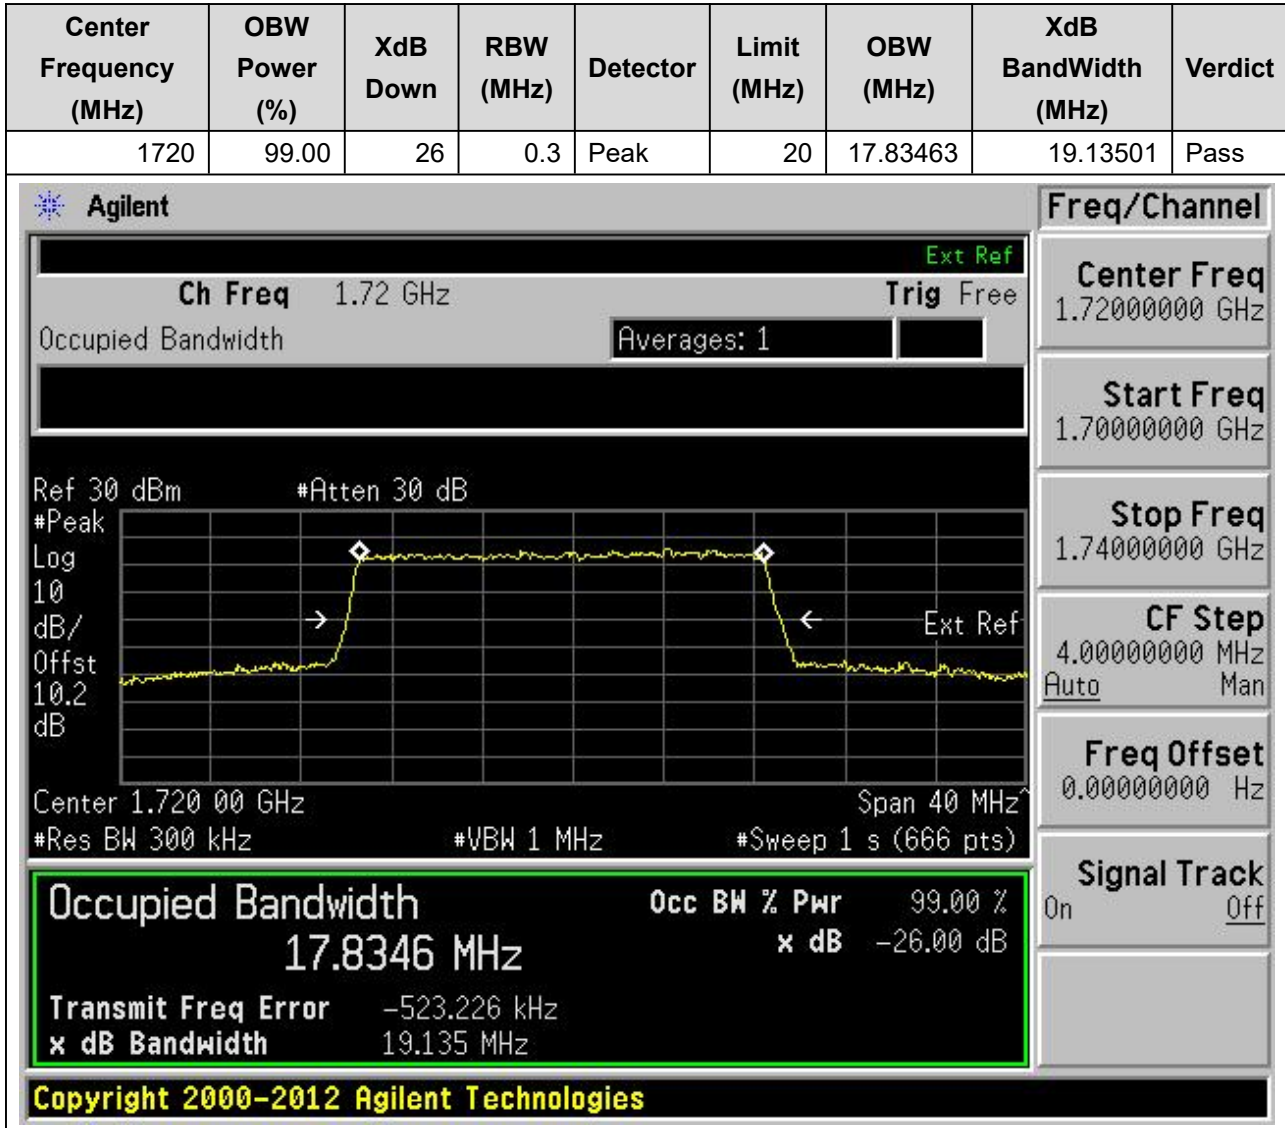 Center Frequency (MHz) OBW Power (%) XdB Down RBW (MHz) Detector Limit (MHz) OBW (MHz) XdB BandWidth (MHz) Verdict
1720 99.00 26 0.3 Peak 20 17.83463 19.13501 Pass
Agilent
Freq/Channel
Ext Ref
Ch Freq 1.72 GHz Trig Free
Occupied Bandwidth Averages: 1
Center Freq
1.72000000 GHz
Start Freq
1.70000000 GHz
Stop Freq
1.74000000 GHz
CF Step
4.00000000 MHz
Auto Man
Freq Offset
0.00000000 Hz
Signal Track
On Off
Ref 30 dBm #Atten 30 dB
#Peak
Log
10
dB/
Offst
10.2
dB
Ext Ref
Center 1.720 00 GHz Span 40 MHz^
#Res BW 300 kHz #VBW 1 MHz #Sweep 1 s (666 pts)
Occupied Bandwidth
17.8346 MHz
Occ BW % Pwr 99.00 %
x dB -26.00 dB
Transmit Freq Error -523.226 kHz
x dB Bandwidth 19.135 MHz
Copyright 2000-2012 Agilent Technologies